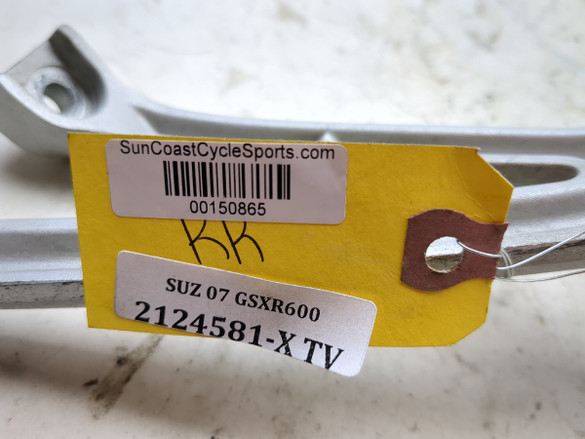 SunCoastCycleSports.com
00150865
RR
SUZ 07 GSXR600
2124581-X TV